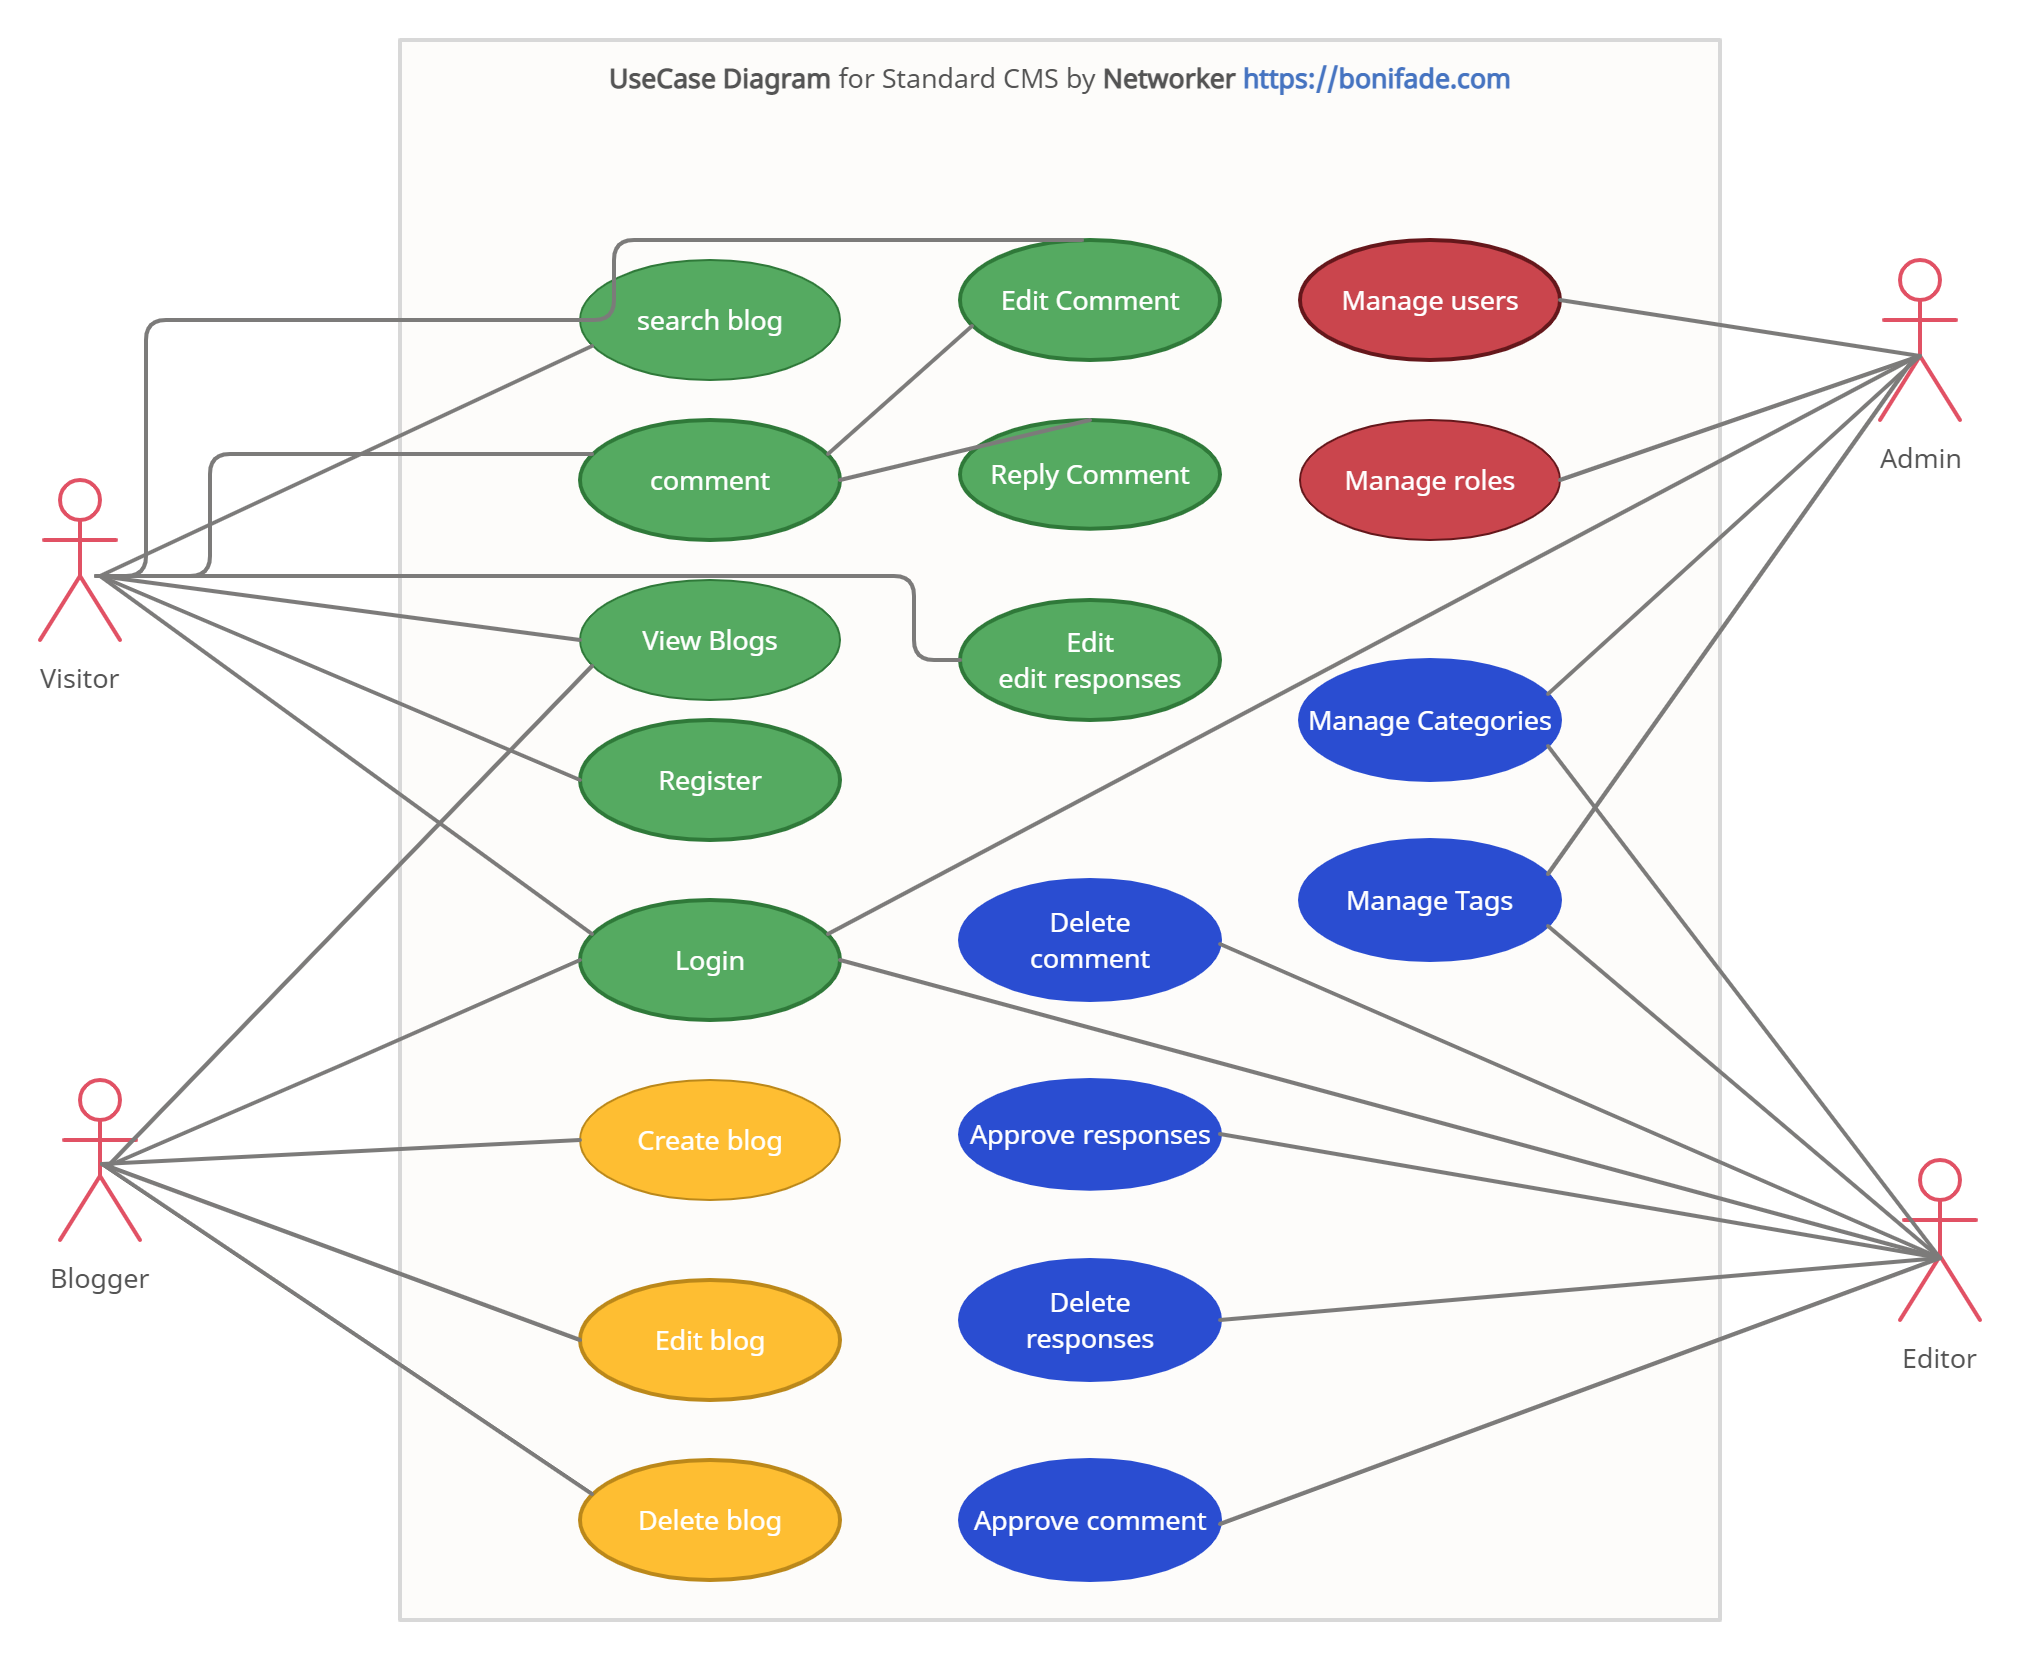 UseCase Diagram for Standard CMS by Networker https://bonifade.com
search blog
Edit Comment
Manage users
Admin
comment
Reply Comment
Manage roles
Visitor
View Blogs
Edit
edit responses
Manage Categories
Register
Login
Delete
comment
Manage Tags
Blogger
Create blog
Approve responses
Editor
Edit blog
Delete
responses
Delete blog
Approve comment